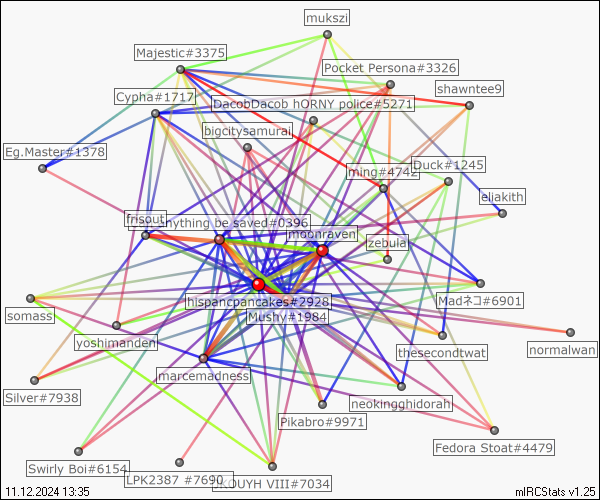 mukszi
Majestic#3375
Pocket Persona#3326
shawntee9
Cypha#1717
DacobDacob hORNY police#5271
bigcitysamurai
Eg.Master#1378
ming#4742
Duck#1245
eliakith
frisout
anything be saved#0396
moonraven
zebula
hispancpancakes#2928
Madネコ#6901
somass
Mushy#1984
yoshimanden
thesecondtwat
normalwan
marcemadness
Silver#7938
neokingghidorah
Pikabro#9971
Fedora Stoat#4479
Swirly Boi#6154
LPK2387 #7690
KOUYH VIII#7034
11.12.2024 13:35
mIRCStats v1.25